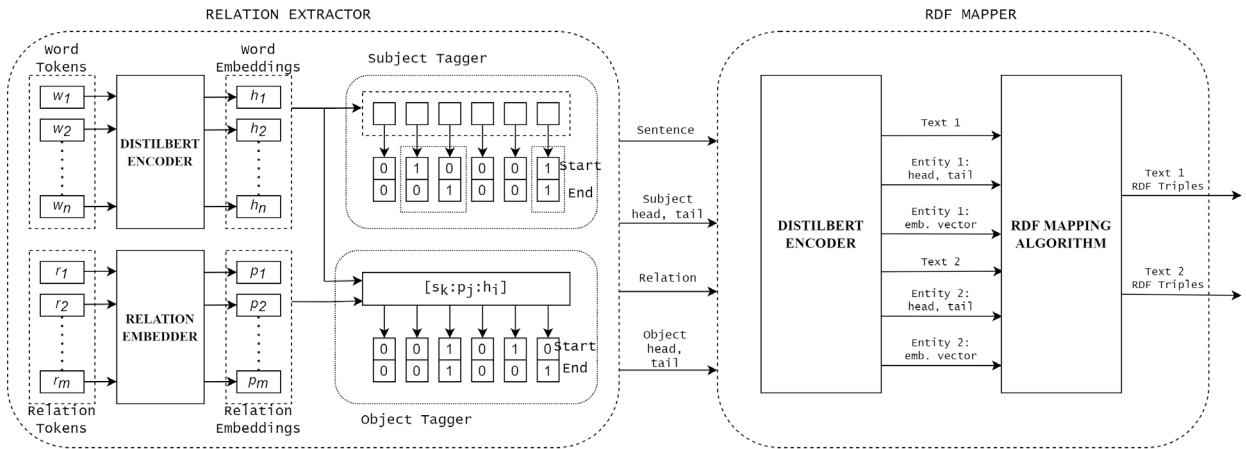 RELATION EXTRACTOR
RDF MAPPER
Word
Tokens
Word
Embeddings
Subject Tagger
w1
w2
wn
DISTILBERT
ENCODER
h1
h2
hn
0 1 0 0 0 1 Start
0 0 1 0 0 1 End
r1
r2
rm
RELATION
EMBEDDER
p1
p2
pm
[sk:pj:hi]
0 0 1 0 1 0 Start
0 0 1 0 0 1 End
Relation
Tokens
Relation
Embeddings
Object Tagger
Sentence
Subject
head, tail
Relation
Object
head,
tail
DISTILBERT
ENCODER
Text 1
Entity 1:
head, tail
Entity 1:
emb. vector
Text 2
Entity 2:
head, tail
Entity 2:
emb. vector
RDF MAPPING
ALGORITHM
Text 1
RDF Triples
Text 2
RDF Triples